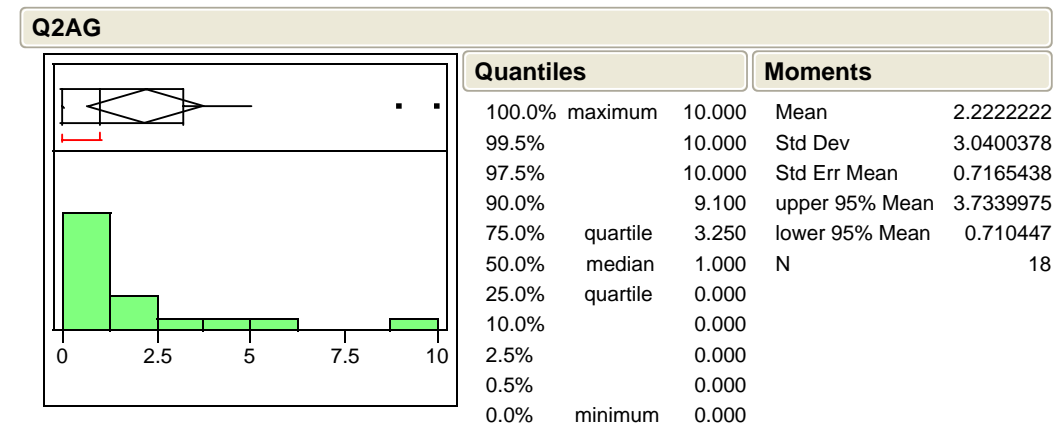 Q2AG
0 2.5 5 7.5 10
Quantiles
100.0% maximum 10.000
99.5% 10.000
97.5% 10.000
90.0% 9.100
75.0% quartile 3.250
50.0% median 1.000
25.0% quartile 0.000
10.0% 0.000
2.5% 0.000
0.5% 0.000
0.0% minimum 0.000
Moments
Mean 2.2222222
Std Dev 3.0400378
Std Err Mean 0.7165438
upper 95% Mean 3.7339975
lower 95% Mean 0.710447
N 18